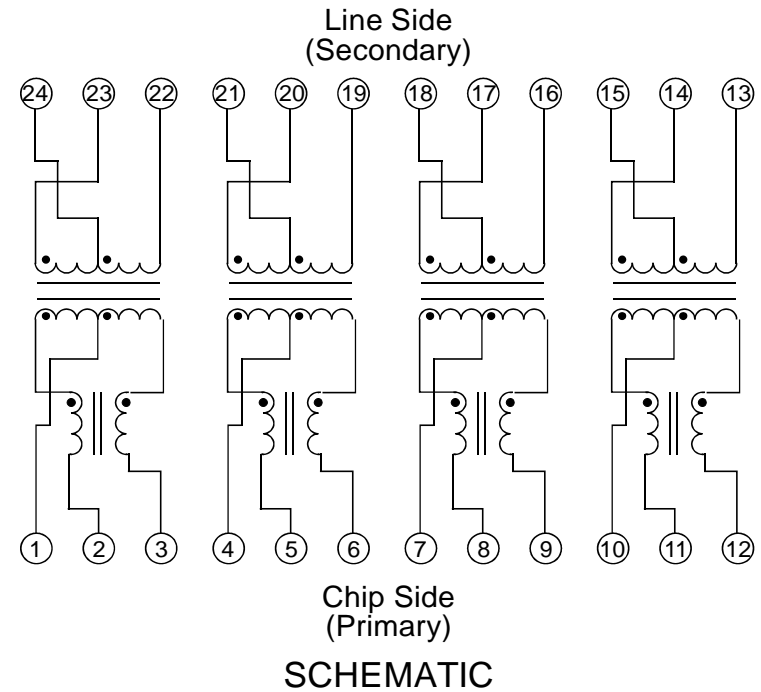 Line Side
(Secondary)
24 23 22 21 20 19 18 17 16 15 14 13
1 2 3 4 5 6 7 8 9 10 11 12
Chip Side
(Primary)
SCHEMATIC